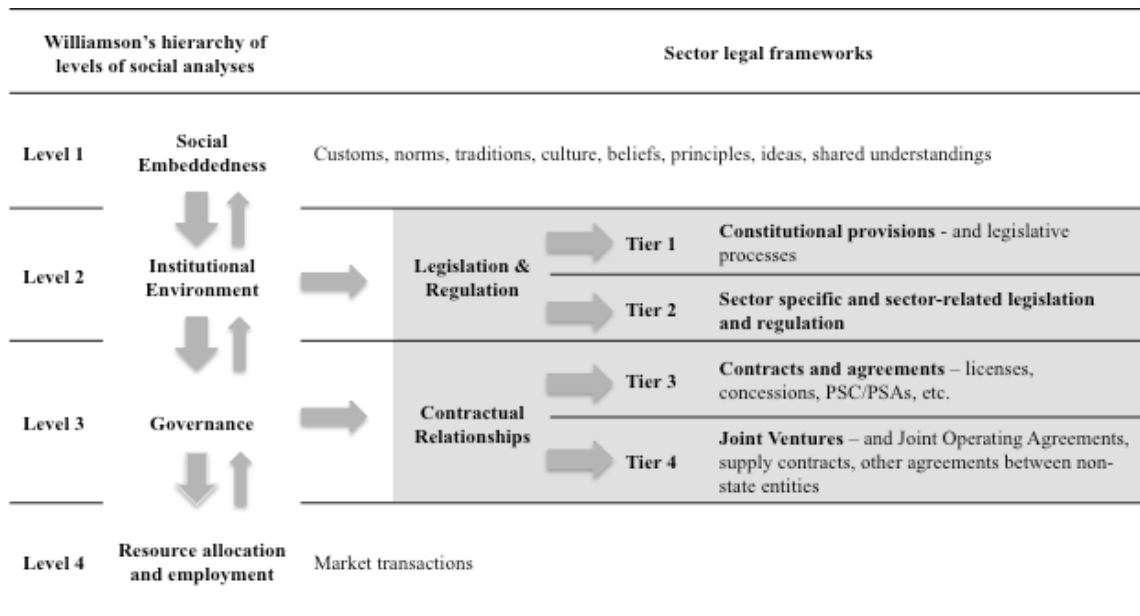 Williamson's hierarchy of
levels of social analyses
Sector legal frameworks
Level 1
Social
Embeddedness
Customs, norms, traditions, culture, beliefs, principles, ideas, shared understandings
Level 2
Institutional
Environment
Legislation &
Regulation
Tier 1
Constitutional provisions - and legislative
processes
Tier 2
Sector specific and sector-related legislation
and regulation
Level 3
Governance
Contractual
Relationships
Tier 3
Contracts and agreements – licenses,
concessions, PSC/PSAs, etc.
Tier 4
Joint Ventures – and Joint Operating Agreements,
supply contracts, other agreements between non-
state entities
Level 4
Resource allocation
and employment
Market transactions